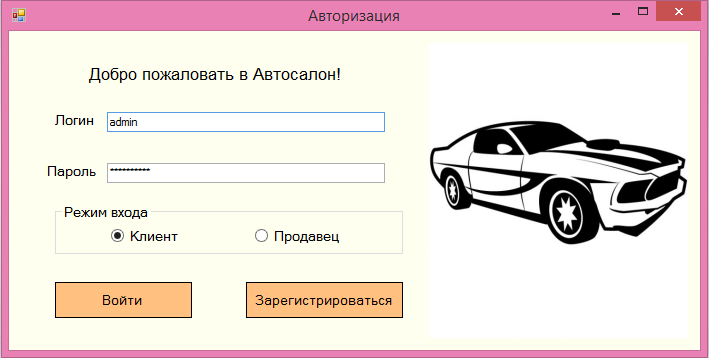 Авторизация
Добро пожаловать в Автосалон!
Логин admin
Пароль **********
Режим входа
Клиент Продавец
Войти Зарегистрироваться